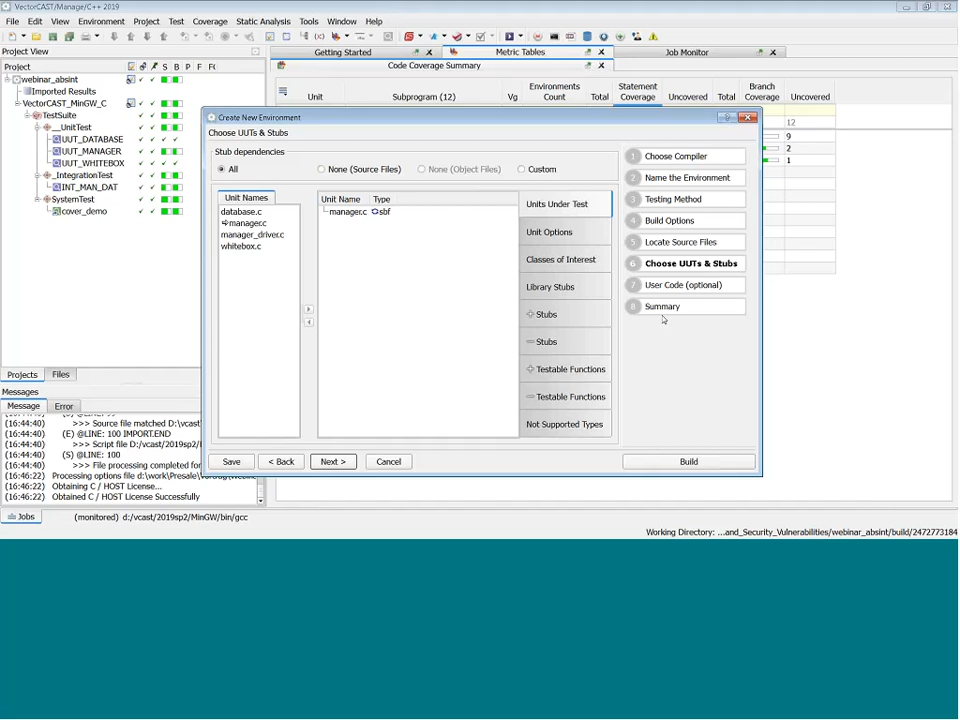 VectorCAST/Manage/C++ 2019
File Edit View Environment Project Test Coverage Static Analysis Tools Window Help
Project View
Getting Started
Metric Tables
Job Monitor
Project
S B P F
Code Coverage Summary
webinar_absint
Imported Results
VectorCAST_MinGW_C
TestSuite
__UnitTest
UUT_DATABASE
UUT_MANAGER
UUT_WHITEBOX
_IntegrationTest
INT_MAN_DAT
SystemTest
cover_demo
Unit
Subprogram (12)
Vg
Environments Count
Total
Statement Coverage
Uncovered
Total
Branch Coverage
Uncovered
12
9
2
1
Create New Environment
Choose UUTs & Stubs
Stub dependencies
All
None (Source Files)
None (Object Files)
Custom
Unit Names
database.c
manager.c
manager_driver.c
whitebox.c
Unit Name Type
manager.c sbf
Units Under Test
Unit Options
Classes of Interest
Library Stubs
+ Stubs
- Stubs
+ Testable Functions
- Testable Functions
Not Supported Types
1 Choose Compiler
2 Name the Environment
3 Testing Method
4 Build Options
5 Locate Source Files
6 Choose UUTs & Stubs
7 User Code (optional)
8 Summary
Save
< Back
Next >
Cancel
Build
Projects Files
Messages
Message Error
(16:44:40) >>> Source file matched D:/vcast/2019
(16:44:40) (E) @LINE: 100 IMPORT.END
(16:44:40) >>> Script file D:/vcast/2019sp2/
(16:44:40) (S) @LINE: 100
(16:44:40) >>> File processing completed for
(16:46:22) Processing options file d:\work\Presale\
(16:46:22) Obtaining C / HOST License...
(16:46:22) Obtained C / HOST License Successfully
Jobs
(monitored) d:/vcast/2019sp2/MinGW/bin/gcc
Working Directory: ...and_Security_Vulnerabilities/webinar_absint/build/2472773184